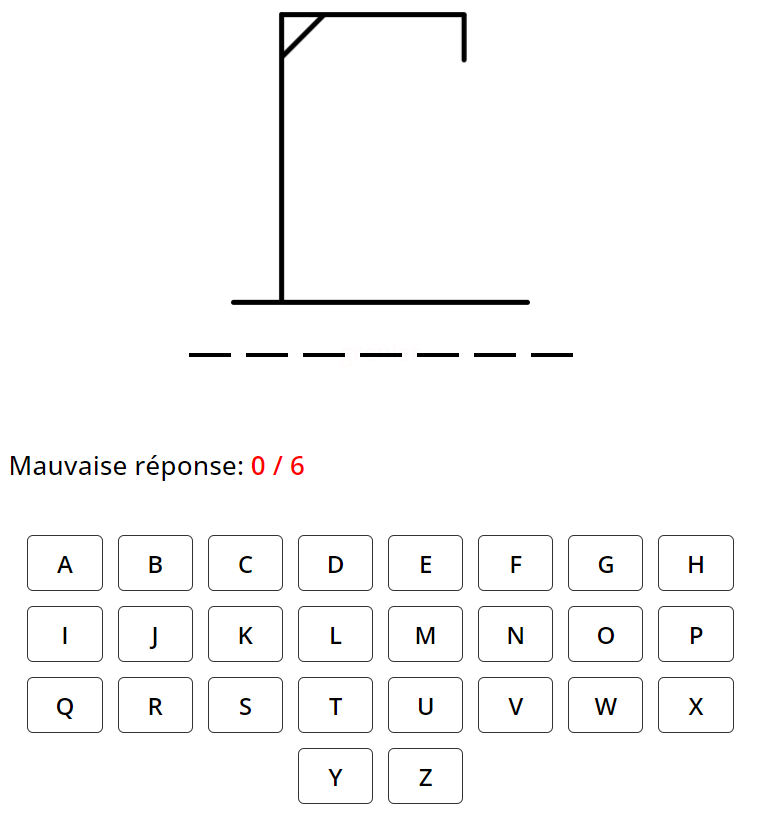 Mauvaise réponse: 0 / 6
A B C D E F G H
I J K L M N O P
Q R S T U V W X
Y Z